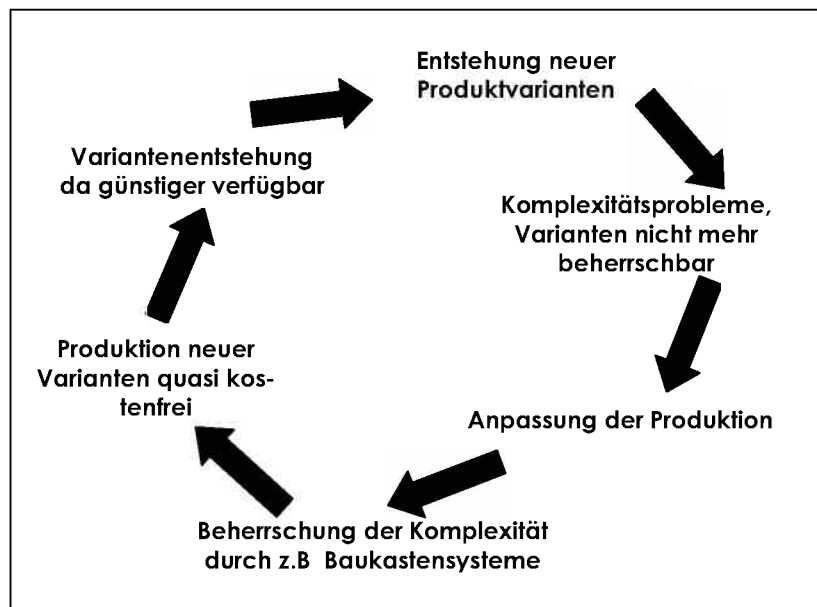 Entstehung neuer
Produktvarianten
Komplexitätsprobleme,
Varianten nicht mehr
beherrschbar
Anpassung der Produktion
Beherrschung der Komplexität
durch z.B  Baukastensysteme
Produktion neuer
Varianten quasi kos-
tenfrei
Variantenentstehung
da günstiger verfügbar